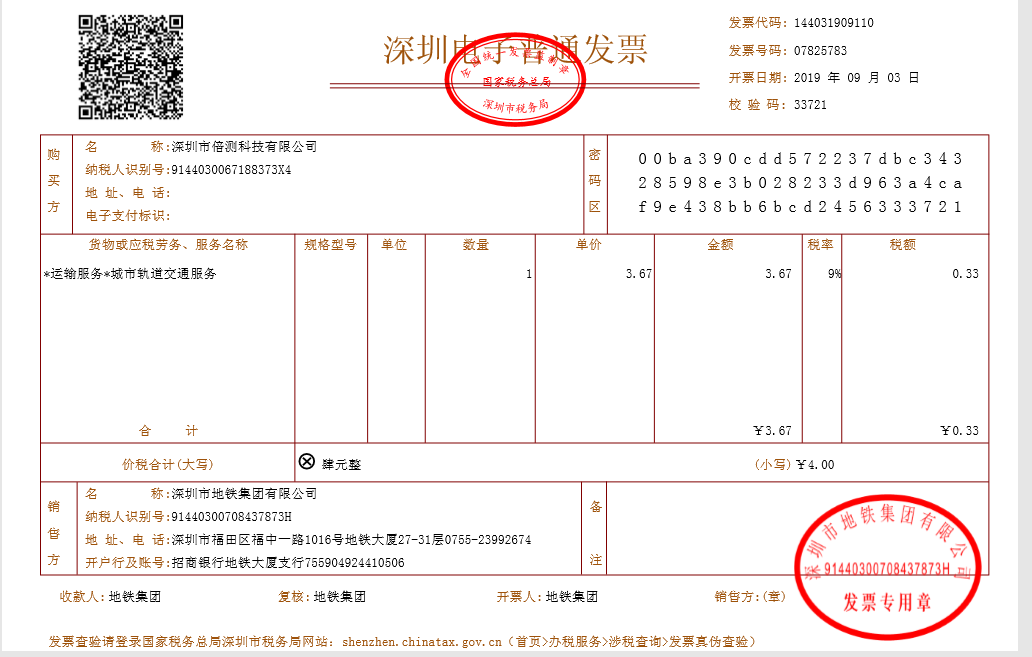 深圳电子普通发票
全国统一发票监制章
国家税务总局
深圳市税务局
发票代码: 144031909110
发票号码: 07825783
开票日期: 2019 年 09 月 03 日
校 验 码: 33721
购买方
名 称:深圳市倍测科技有限公司
纳税人识别号:9144030067188373X4
地 址、电 话:
电子支付标识:
密码区
00ba390cdd572237dbc343
28598e3b028233d963a4ca
f9e438bb6bcd2456333721
货物或应税劳务、服务名称 规格型号 单位 数量 单价 金额 税率 税额
*运输服务*城市轨道交通服务 1 3.67 3.67 9% 0.33
合 计 ¥3.67 ¥0.33
价税合计(大写) ⊗ 肆元整 (小写) ¥4.00
销售方
名 称:深圳市地铁集团有限公司
纳税人识别号:91440300708437873H
地 址、电 话:深圳市福田区福中一路1016号地铁大厦27-31层0755-23992674
开户行及账号:招商银行地铁大厦支行755904924410506
备注
收款人: 地铁集团 复核: 地铁集团 开票人: 地铁集团 销售方:(章)
深圳市地铁集团有限公司
91440300708437873H
发票专用章
发票查验请登录国家税务总局深圳市税务局网站: shenzhen.chinatax.gov.cn (首页>办税服务>涉税查询>发票真伪查验)